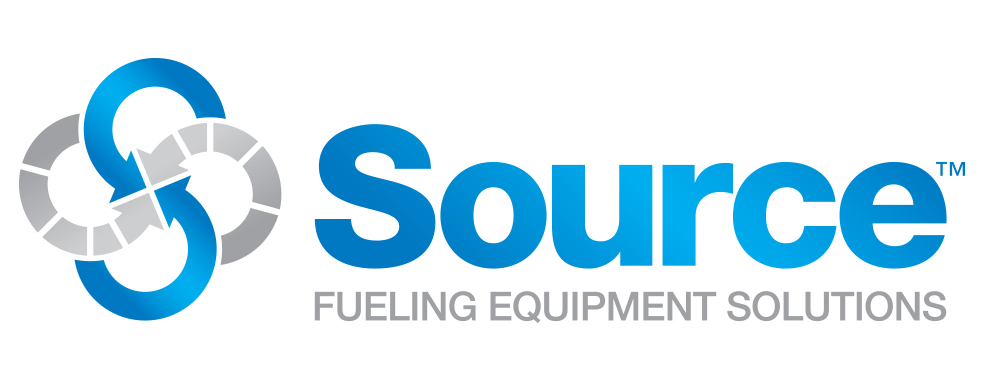 Source™
FUELING EQUIPMENT SOLUTIONS